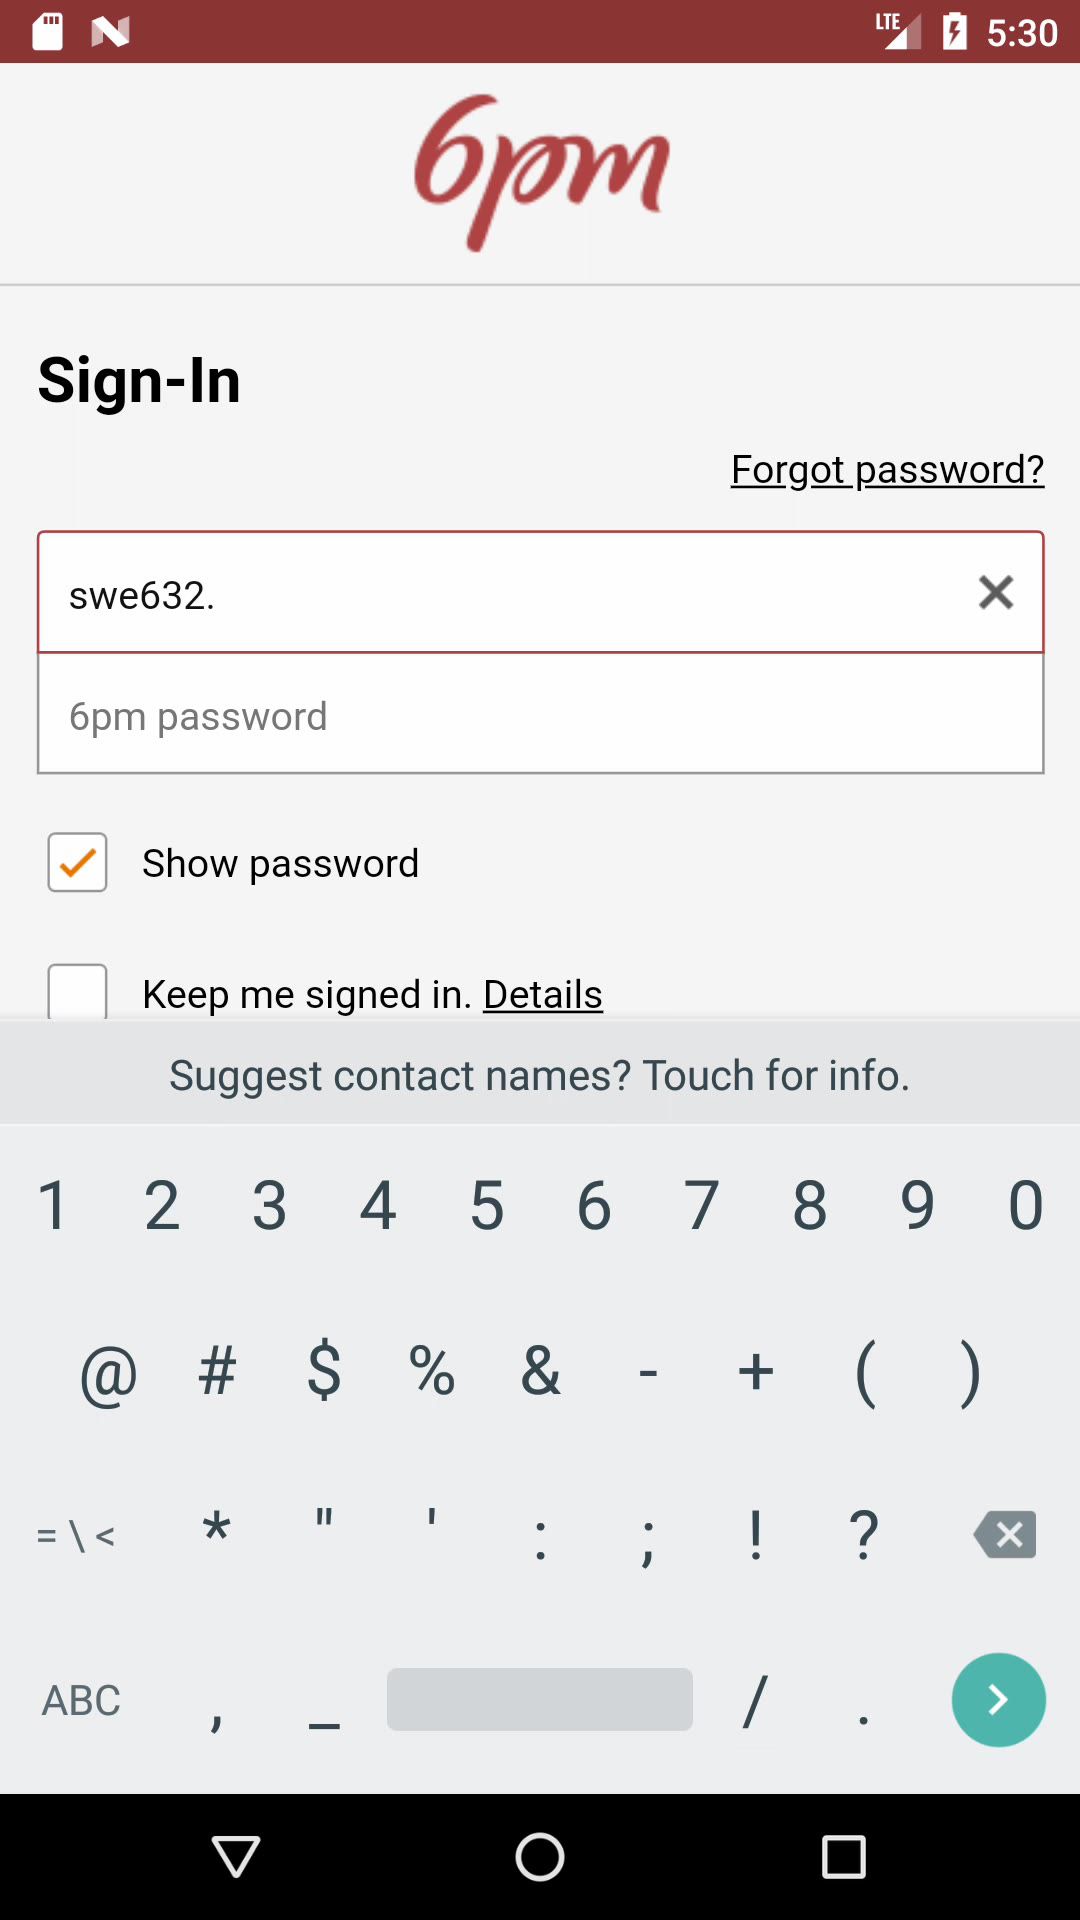 LTE 5:30
6pm
Sign-In
Forgot password?
swe632.
6pm password
Show password
Keep me signed in. Details
Suggest contact names? Touch for info.
1 2 3 4 5 6 7 8 9 0
@ # $ % & - + ( )
= \ < * " ' : ; ! ?
ABC , _ / .